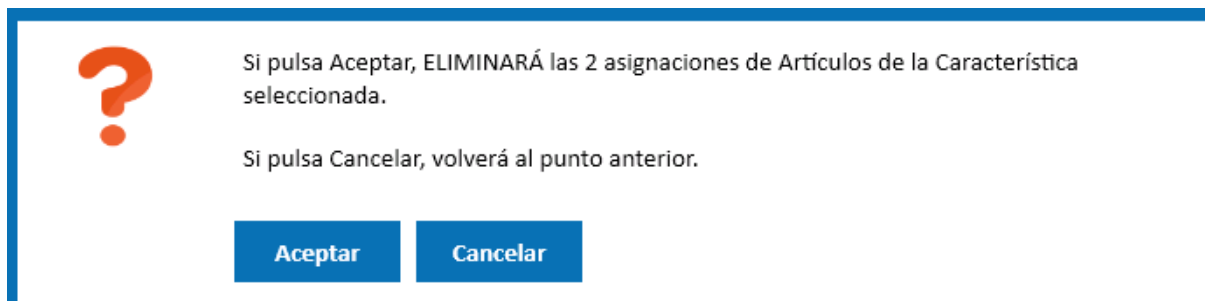 Si pulsa Aceptar, ELIMINARÁ las 2 asignaciones de Artículos de la Característica
seleccionada.
Si pulsa Cancelar, volverá al punto anterior.
Aceptar Cancelar